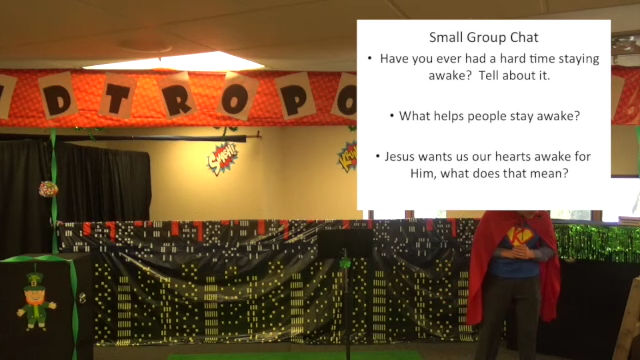 Small Group Chat
• Have you ever had a hard time staying
awake? Tell about it.
• What helps people stay awake?
• Jesus wants us our hearts awake for
Him, what does that mean?
DTROPO
SMASH!